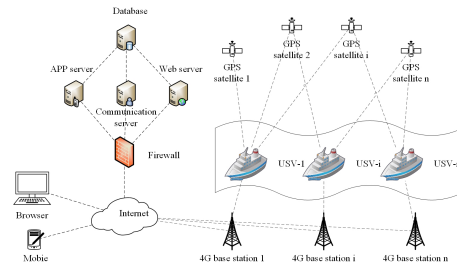 Database
APP server
Web server
Communication
server
Firewall
Internet
Browser
Mobie
GPS
satellite 1
GPS
satellite 2
GPS
satellite i
GPS
satellite n
USV-1
USV-i
USV-
4G base station 1
4G base station i
4G base station n